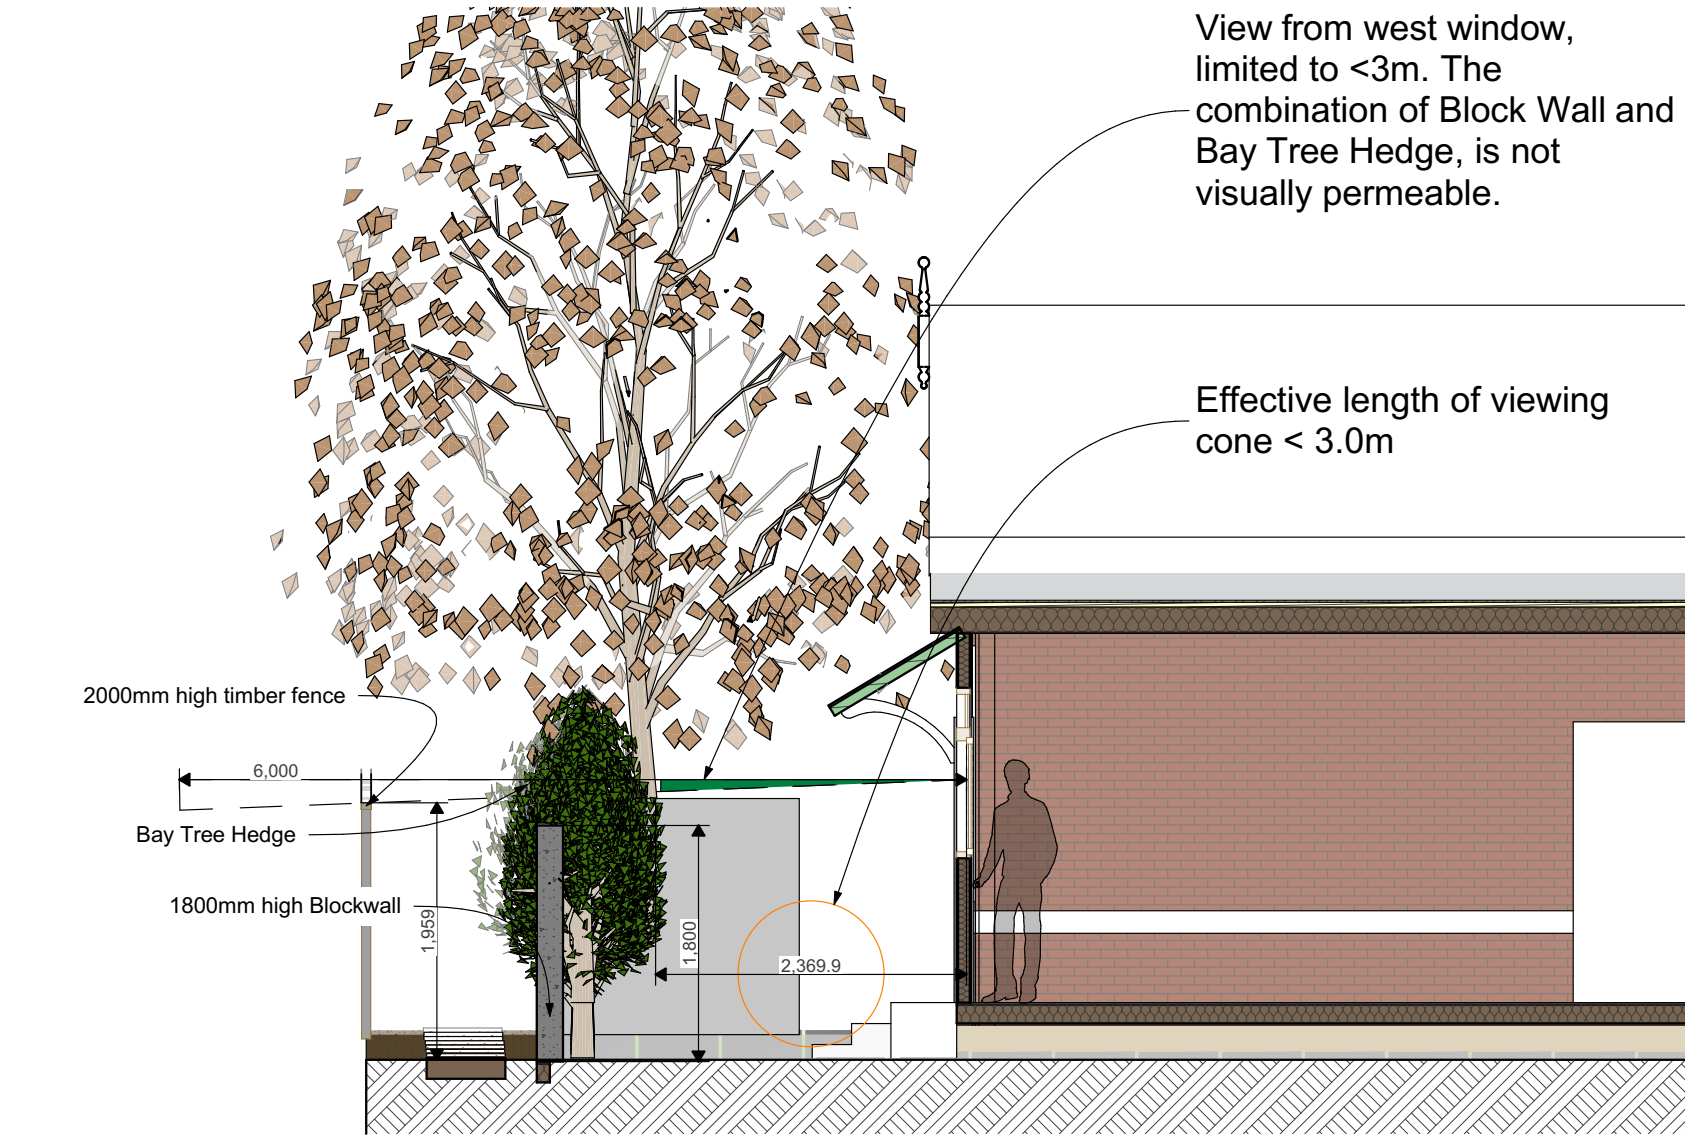 View from west window,
limited to <3m. The
combination of Block Wall and
Bay Tree Hedge, is not
visually permeable.
Effective length of viewing
cone < 3.0m
2000mm high timber fence
6,000
Bay Tree Hedge
1800mm high Blockwall
1,959
1,800
2,369.9